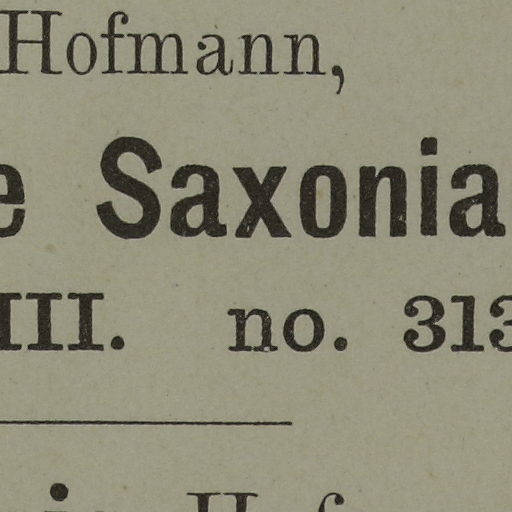 Hofmann,
e Saxonia
III. no. 313